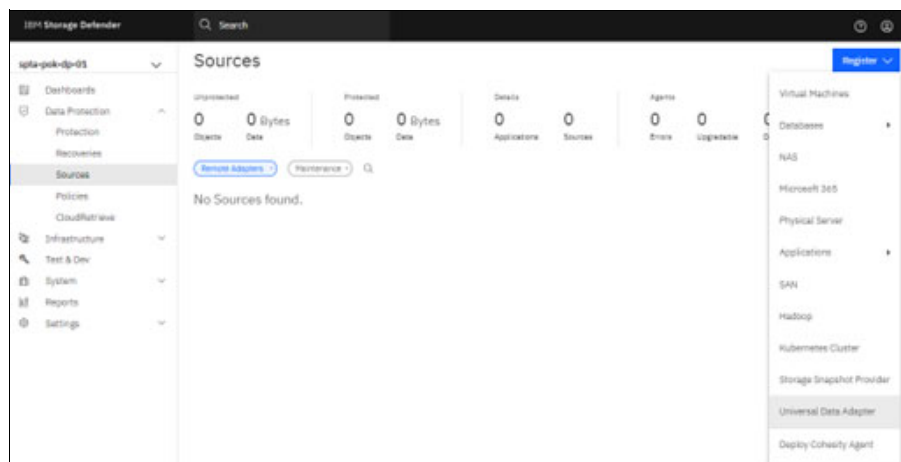 IBM Storage Defender
Search
spta-pok-dp-01
Sources
Register
Dashboards
Data Protection
Protection
Recoveries
Sources
Policies
CloudRetrieve
Infrastructure
Test & Dev
System
Reports
Settings
Unprotected
Protected
Details
Agents
0 0 Bytes 0 0 Bytes 0 0 0 0
Objects Data Objects Data Applications Sources Errors Upgradable
Remote Adapters
Maintenance
No Sources found.
Virtual Machines
Databases
NAS
Microsoft 365
Physical Server
Applications
SAN
Hadoop
Kubernetes Cluster
Storage Snapshot Provider
Universal Data Adapter
Deploy Cohesity Agent